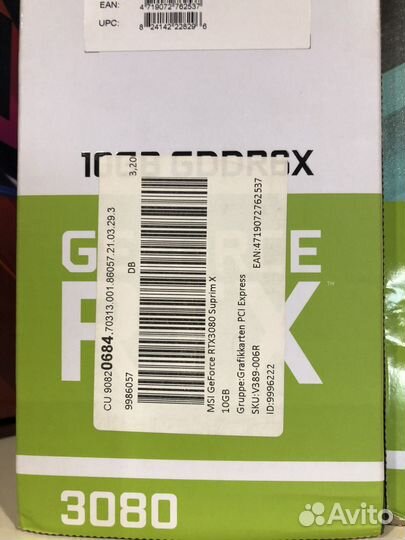 EAN:
4 719072 762537
UPC:
8 24142 22829 6
10GB GDDR6X
G E
R X™
3,20
DB
CU 90820684.70313.001.86057.21.03.29.3
9986057
MSI GeForce RTX3080 Suprim X
10GB
Gruppe:Grafikkarten PCI Express
SKU:V389-006R EAN:4719072762537
ID:9996222
3080
Avito